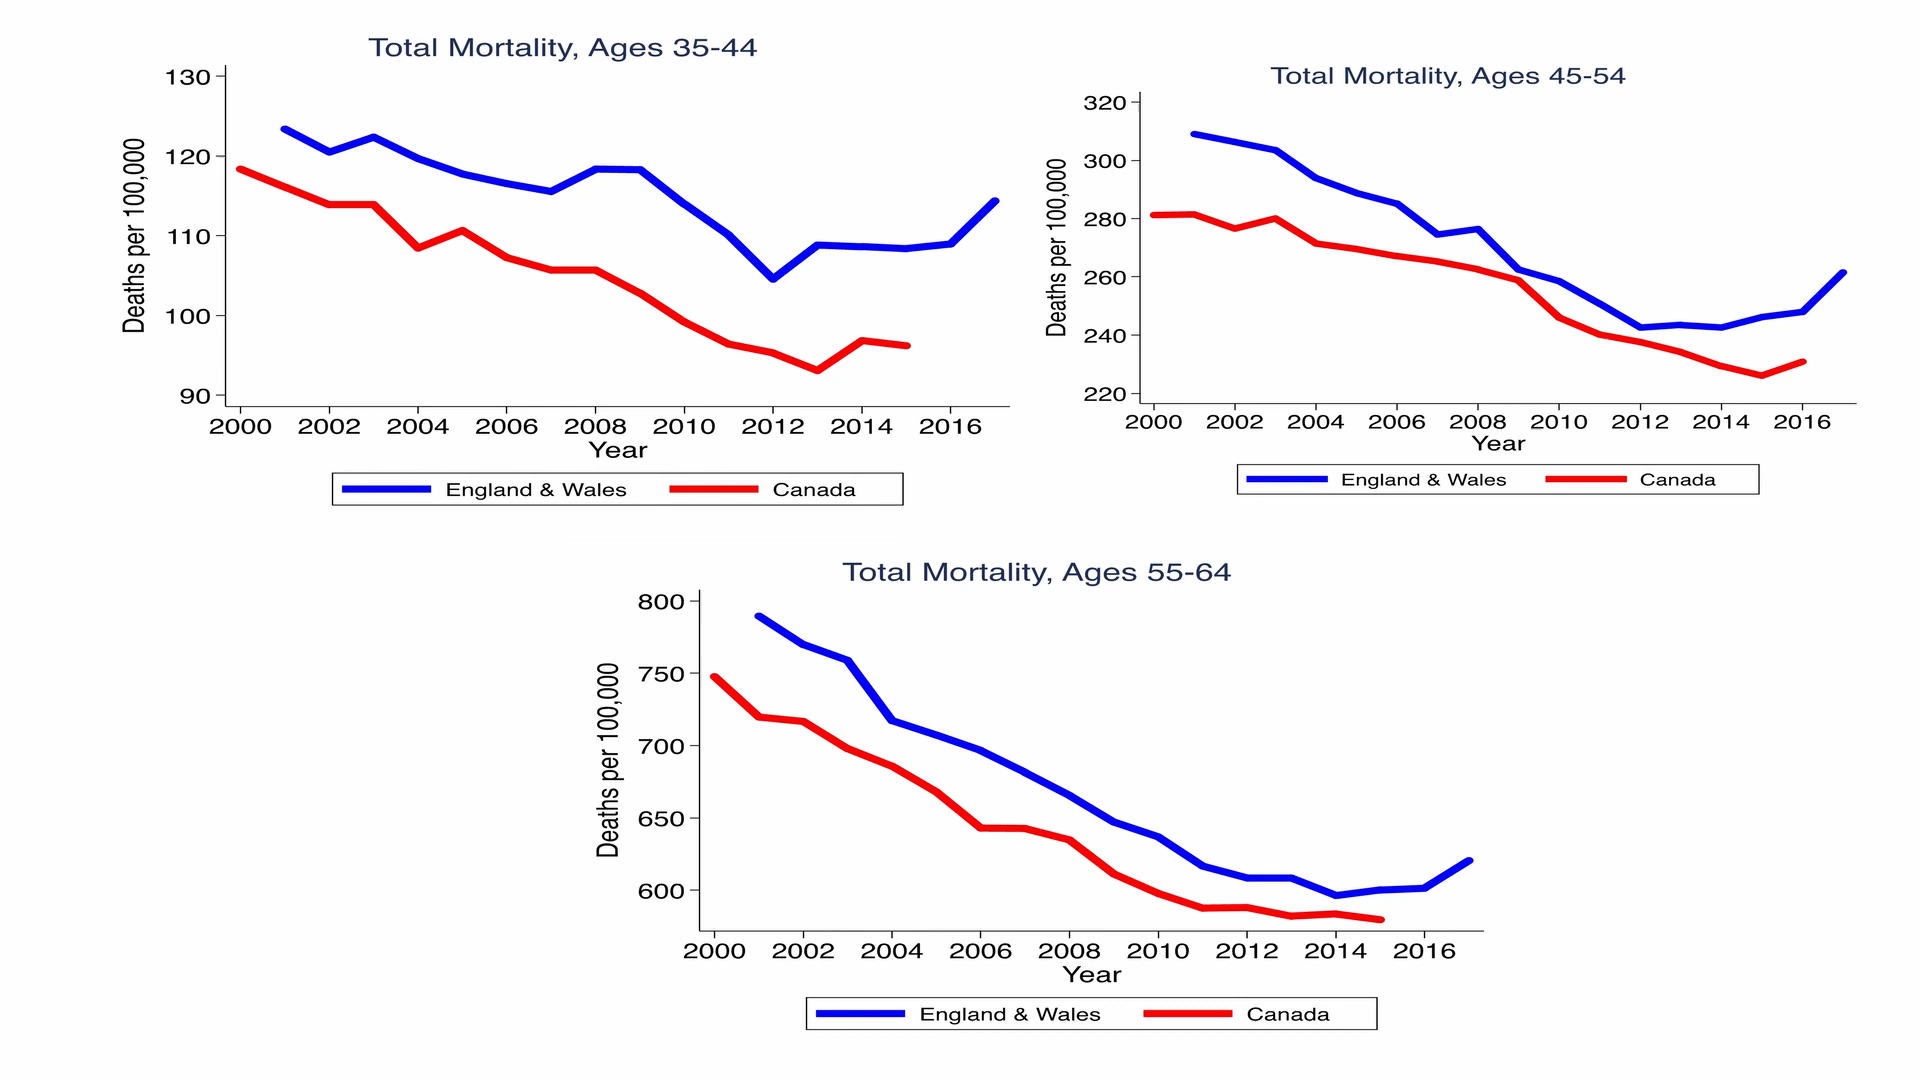 Total Mortality, Ages 35-44
130
120
110
100
90
Deaths per 100,000
2000 2002 2004 2006 2008 2010 2012 2014 2016
Year
England & Wales Canada
Total Mortality, Ages 45-54
320
300
280
260
240
220
Deaths per 100,000
2000 2002 2004 2006 2008 2010 2012 2014 2016
Year
England & Wales Canada
Total Mortality, Ages 55-64
800
750
700
650
600
Deaths per 100,000
2000 2002 2004 2006 2008 2010 2012 2014 2016
Year
England & Wales Canada